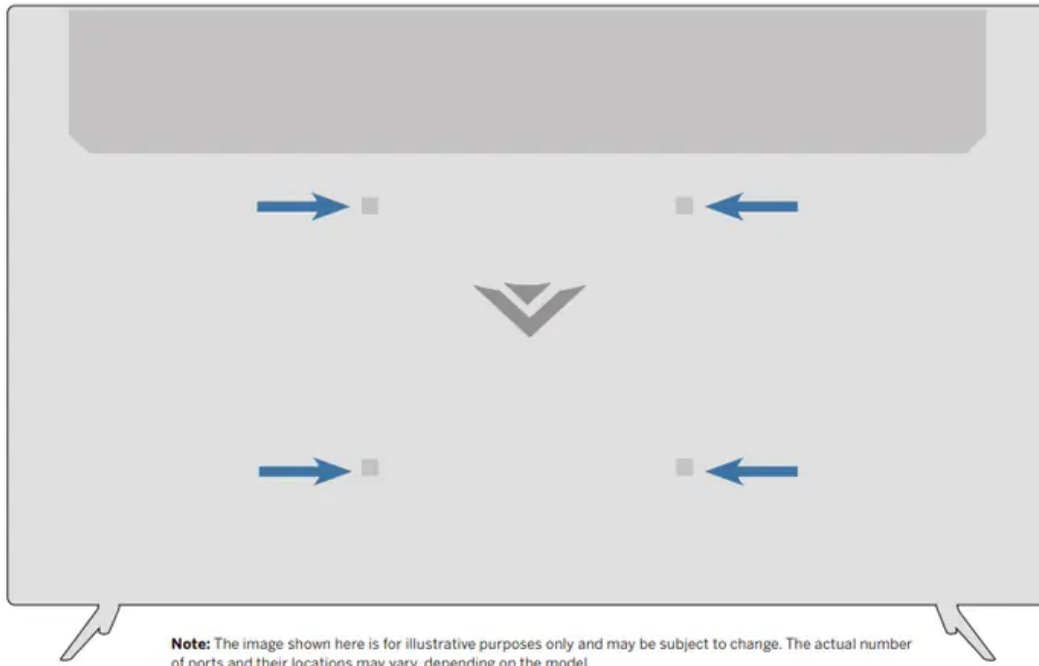 Note: The image shown here is for illustrative purposes only and may be subject to change. The actual number
of ports and their locations may vary, depending on the model.